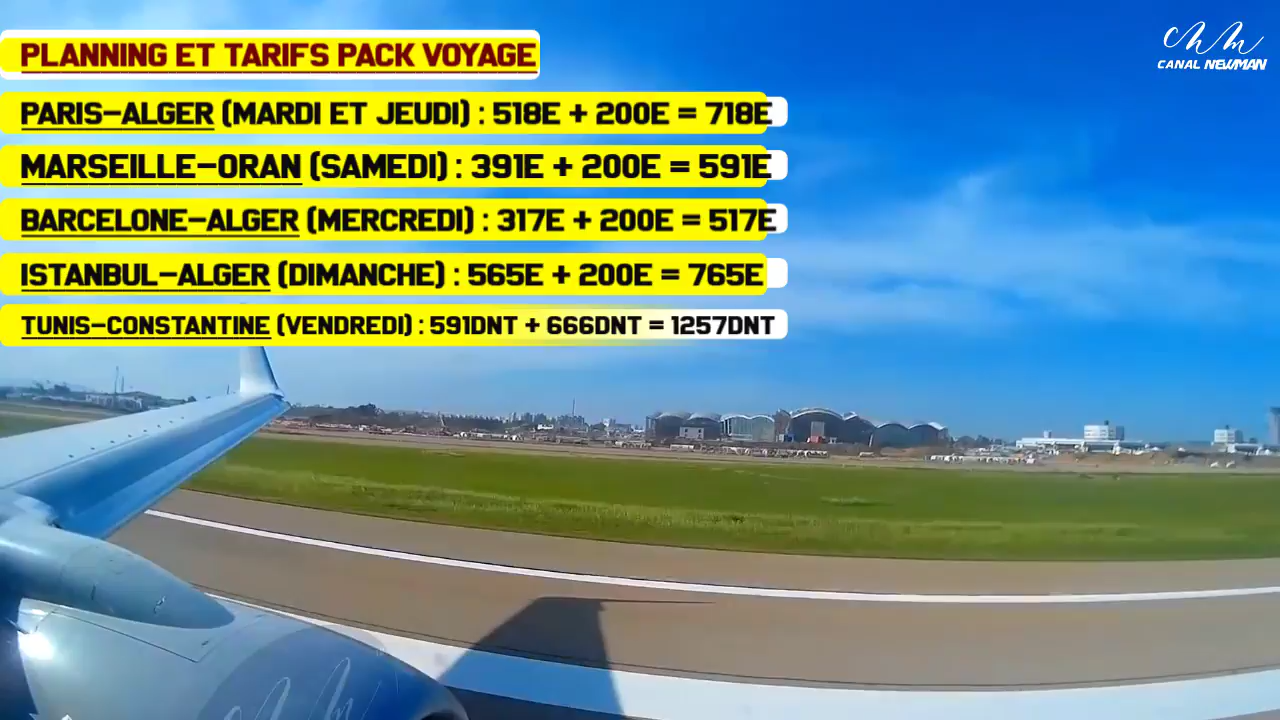 PLANNING ET TARIFS PACK VOYAGE
PARIS-ALGER (MARDI ET JEUDI) : 518E + 200E = 718E
MARSEILLE-ORAN (SAMEDI) : 391E + 200E = 591E
BARCELONE-ALGER (MERCREDI) : 317E + 200E = 517E
ISTANBUL-ALGER (DIMANCHE) : 565E + 200E = 765E
TUNIS-CONSTANTINE (VENDREDI) : 591DNT + 666DNT = 1257DNT
CANAL NEWMAN